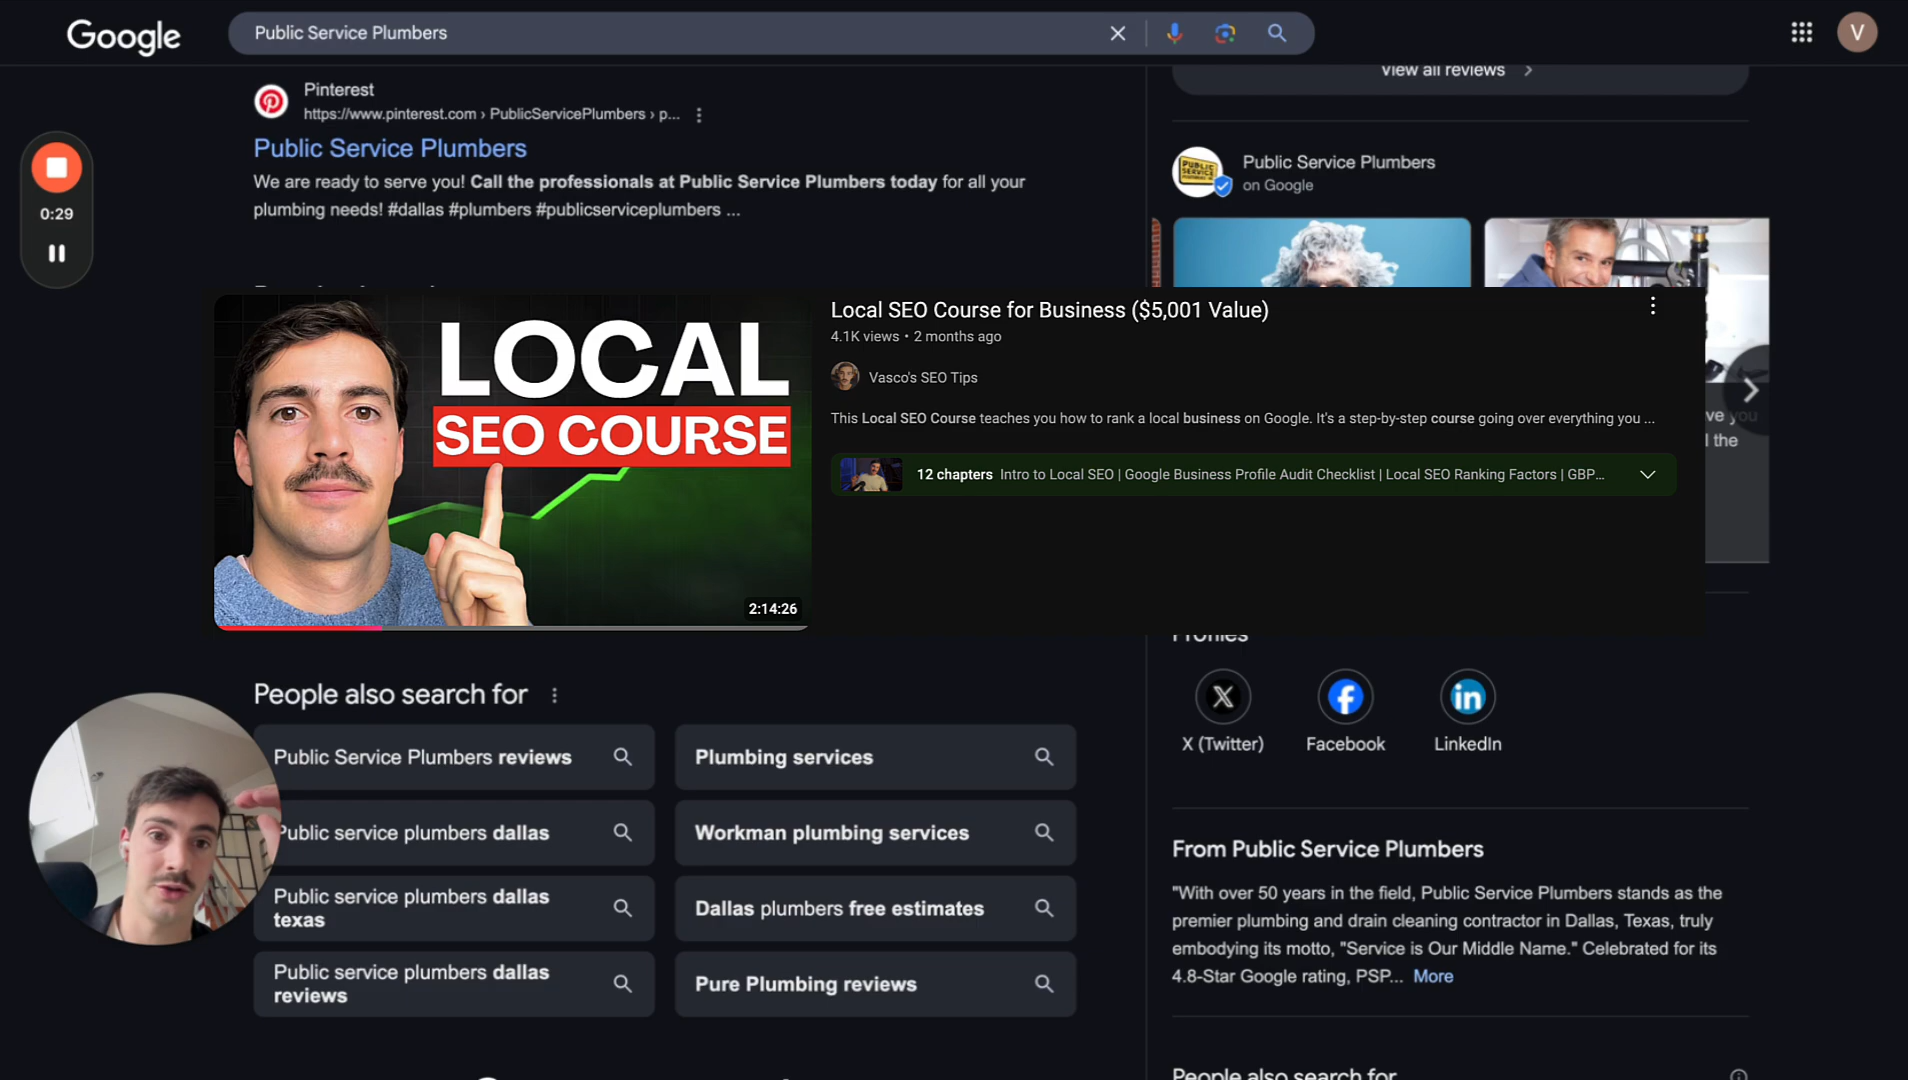 Google
Public Service Plumbers
V
View all reviews
Pinterest
https://www.pinterest.com › PublicServicePlumbers › p...
Public Service Plumbers
We are ready to serve you! Call the professionals at Public Service Plumbers today for all your
plumbing needs! #dallas #plumbers #publicserviceplumbers ...
0:29
PUBLIC
SERVICE
Public Service Plumbers
on Google
LOCAL
SEO COURSE
2:14:26
Local SEO Course for Business ($5,001 Value)
4.1K views • 2 months ago
Vasco's SEO Tips
This Local SEO Course teaches you how to rank a local business on Google. It's a step-by-step course going over everything you ...
12 chapters Intro to Local SEO | Google Business Profile Audit Checklist | Local SEO Ranking Factors | GBP...
ve you
the
Profiles
X (Twitter)
Facebook
LinkedIn
People also search for
Public Service Plumbers reviews
Plumbing services
Public service plumbers dallas
Workman plumbing services
Public service plumbers dallas
texas
Dallas plumbers free estimates
Public service plumbers dallas
reviews
Pure Plumbing reviews
From Public Service Plumbers
"With over 50 years in the field, Public Service Plumbers stands as the
premier plumbing and drain cleaning contractor in Dallas, Texas, truly
embodying its motto, "Service is Our Middle Name." Celebrated for its
4.8-Star Google rating, PSP... More
People also search for